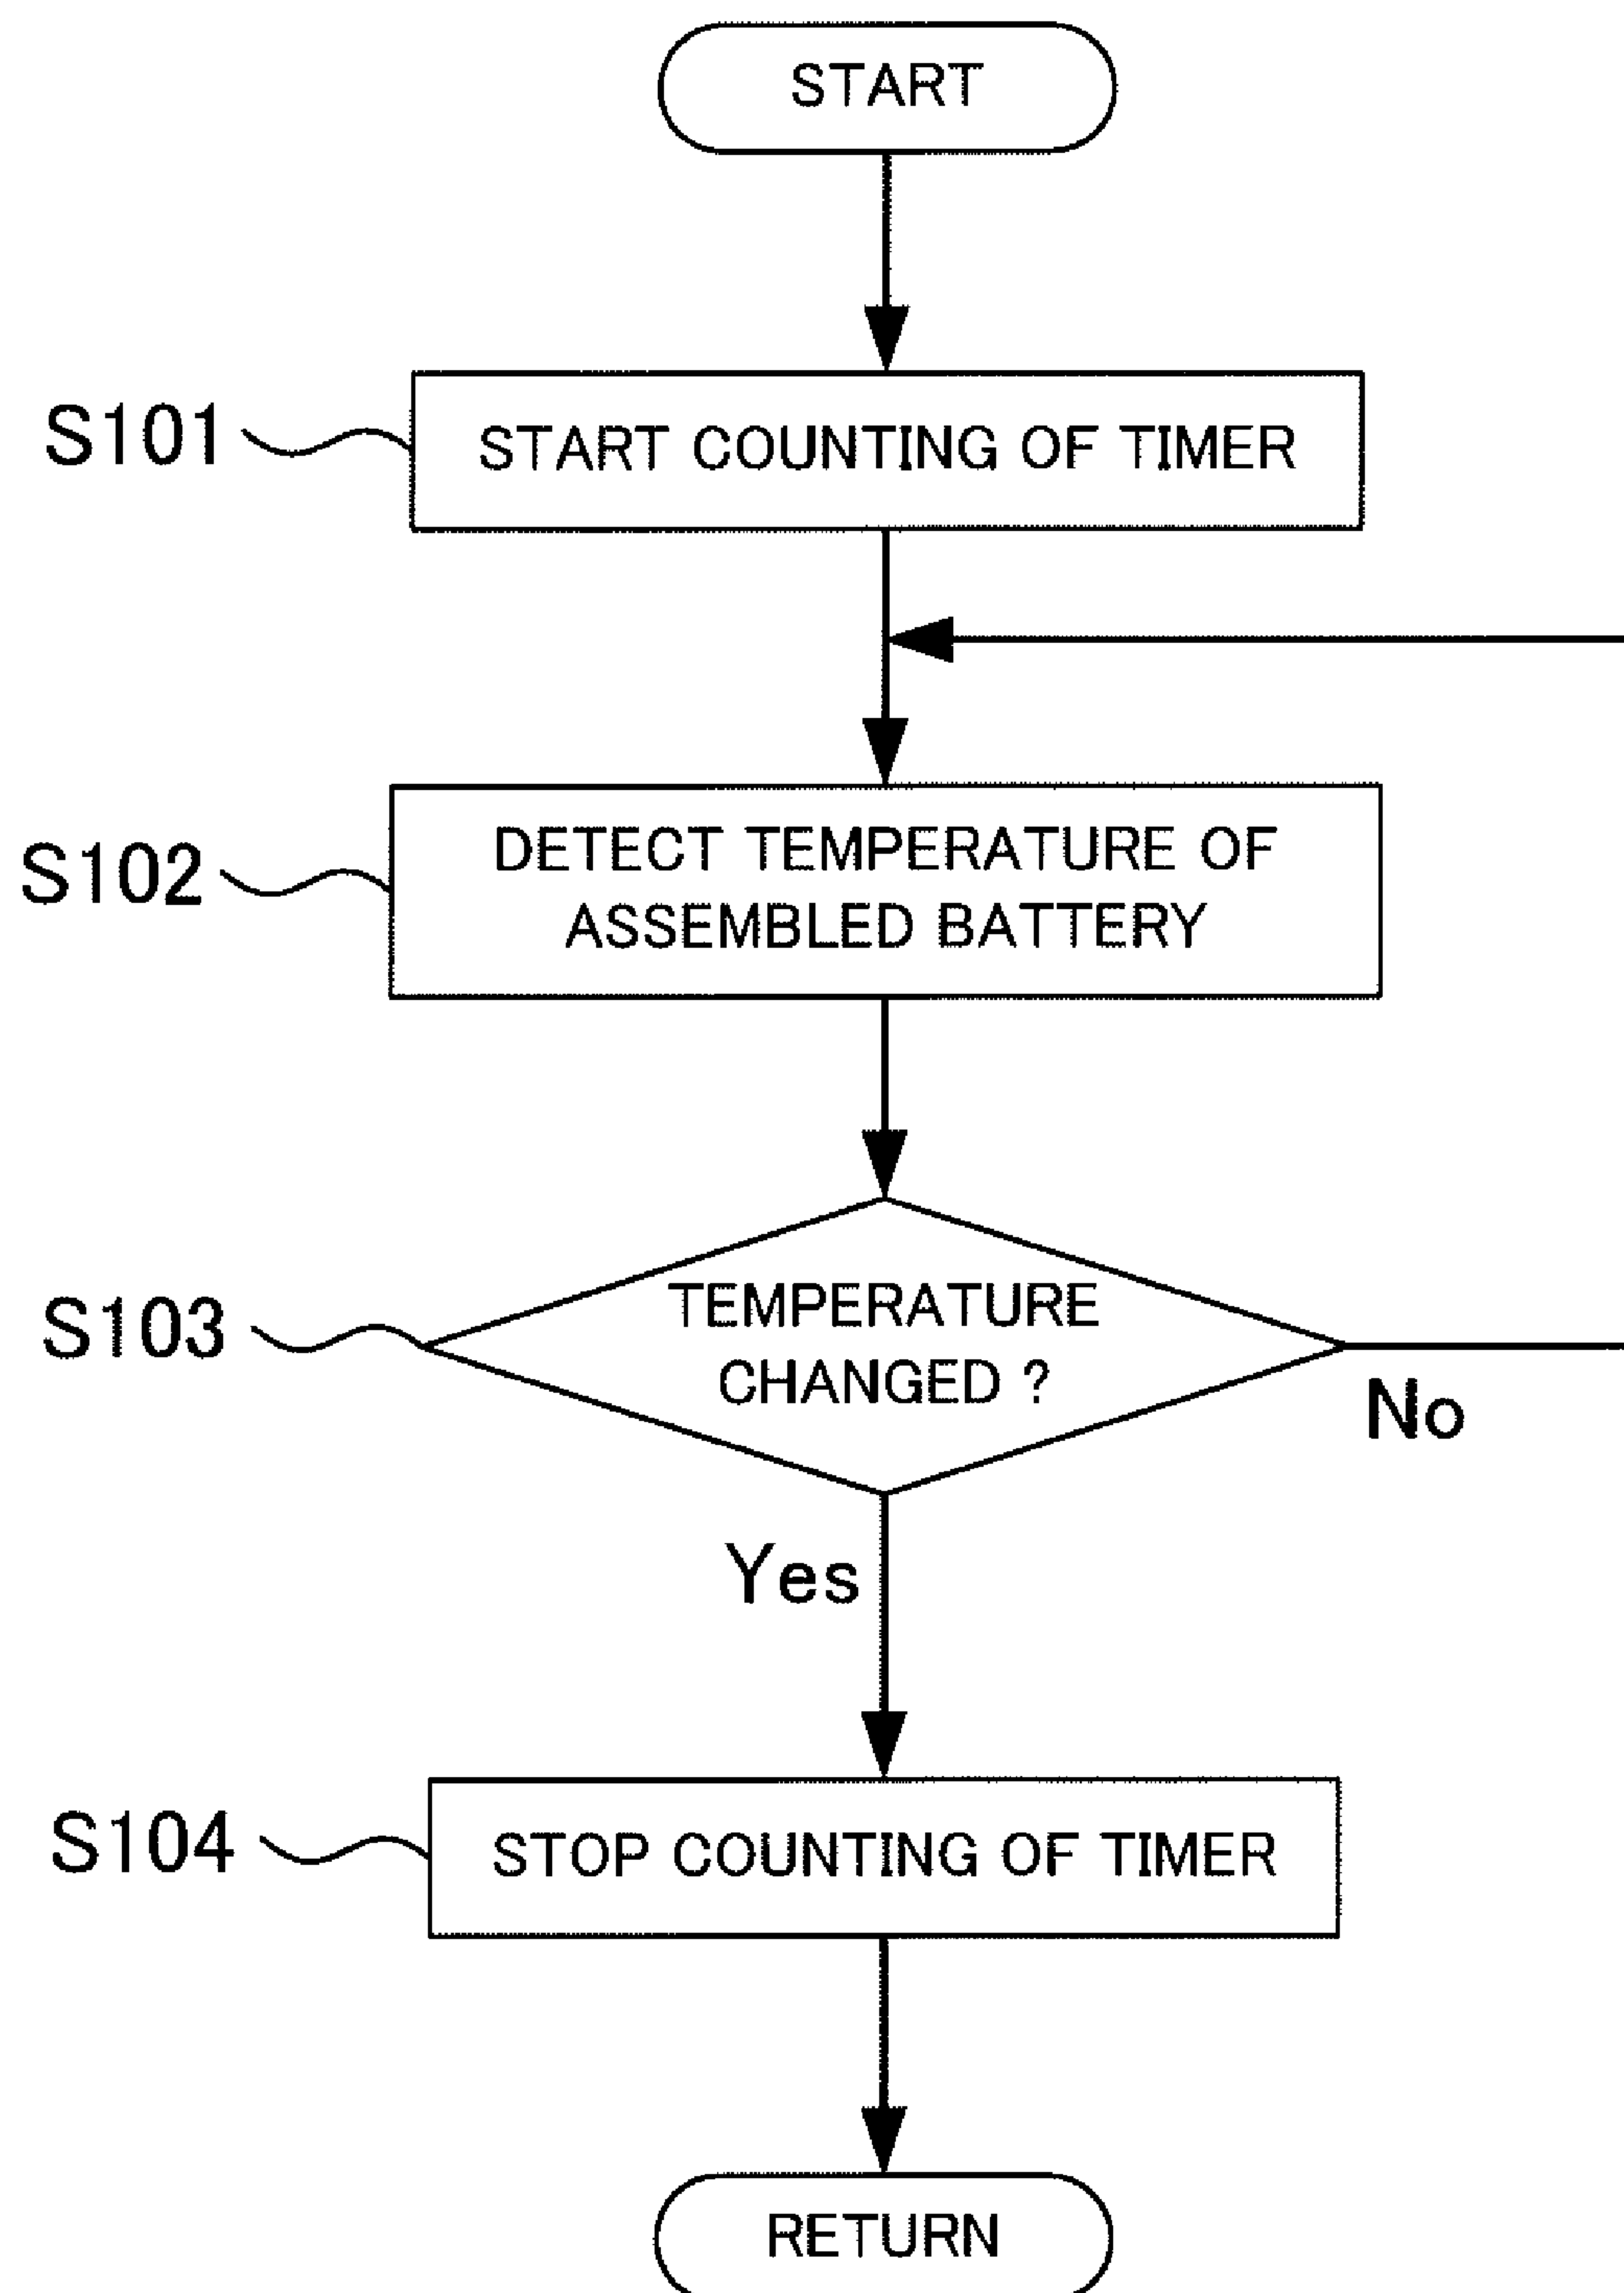 START
S101
START COUNTING OF TIMER
S102
DETECT TEMPERATURE OF
ASSEMBLED BATTERY
S103
TEMPERATURE
CHANGED ?
No
Yes
S104
STOP COUNTING OF TIMER
RETURN